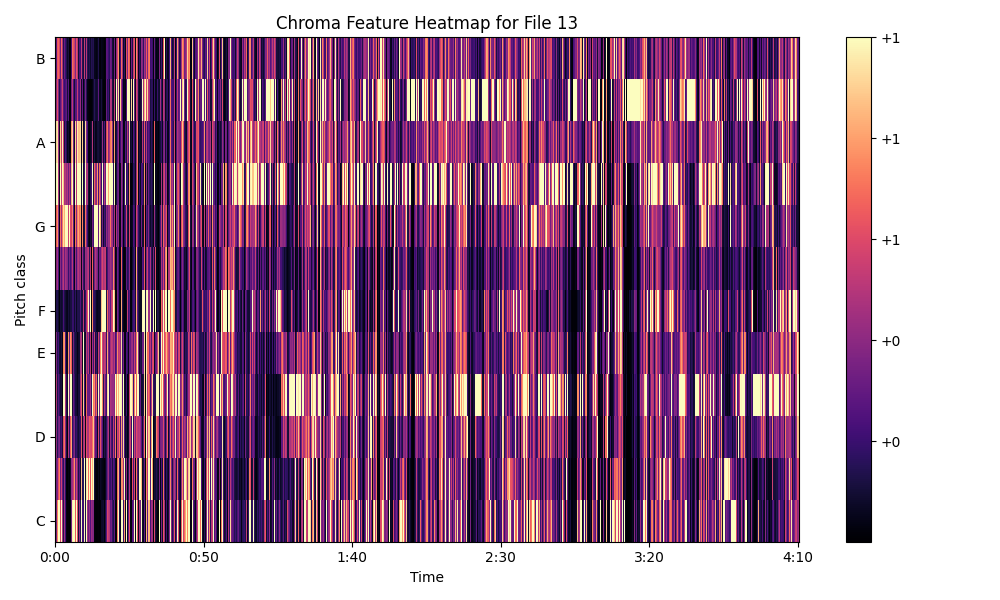 Chroma Feature Heatmap for File 13
Pitch class
B
A
G
F
E
D
C
0:00 0:50 1:40 2:30 3:20 4:10
Time
+1
+1
+1
+0
+0